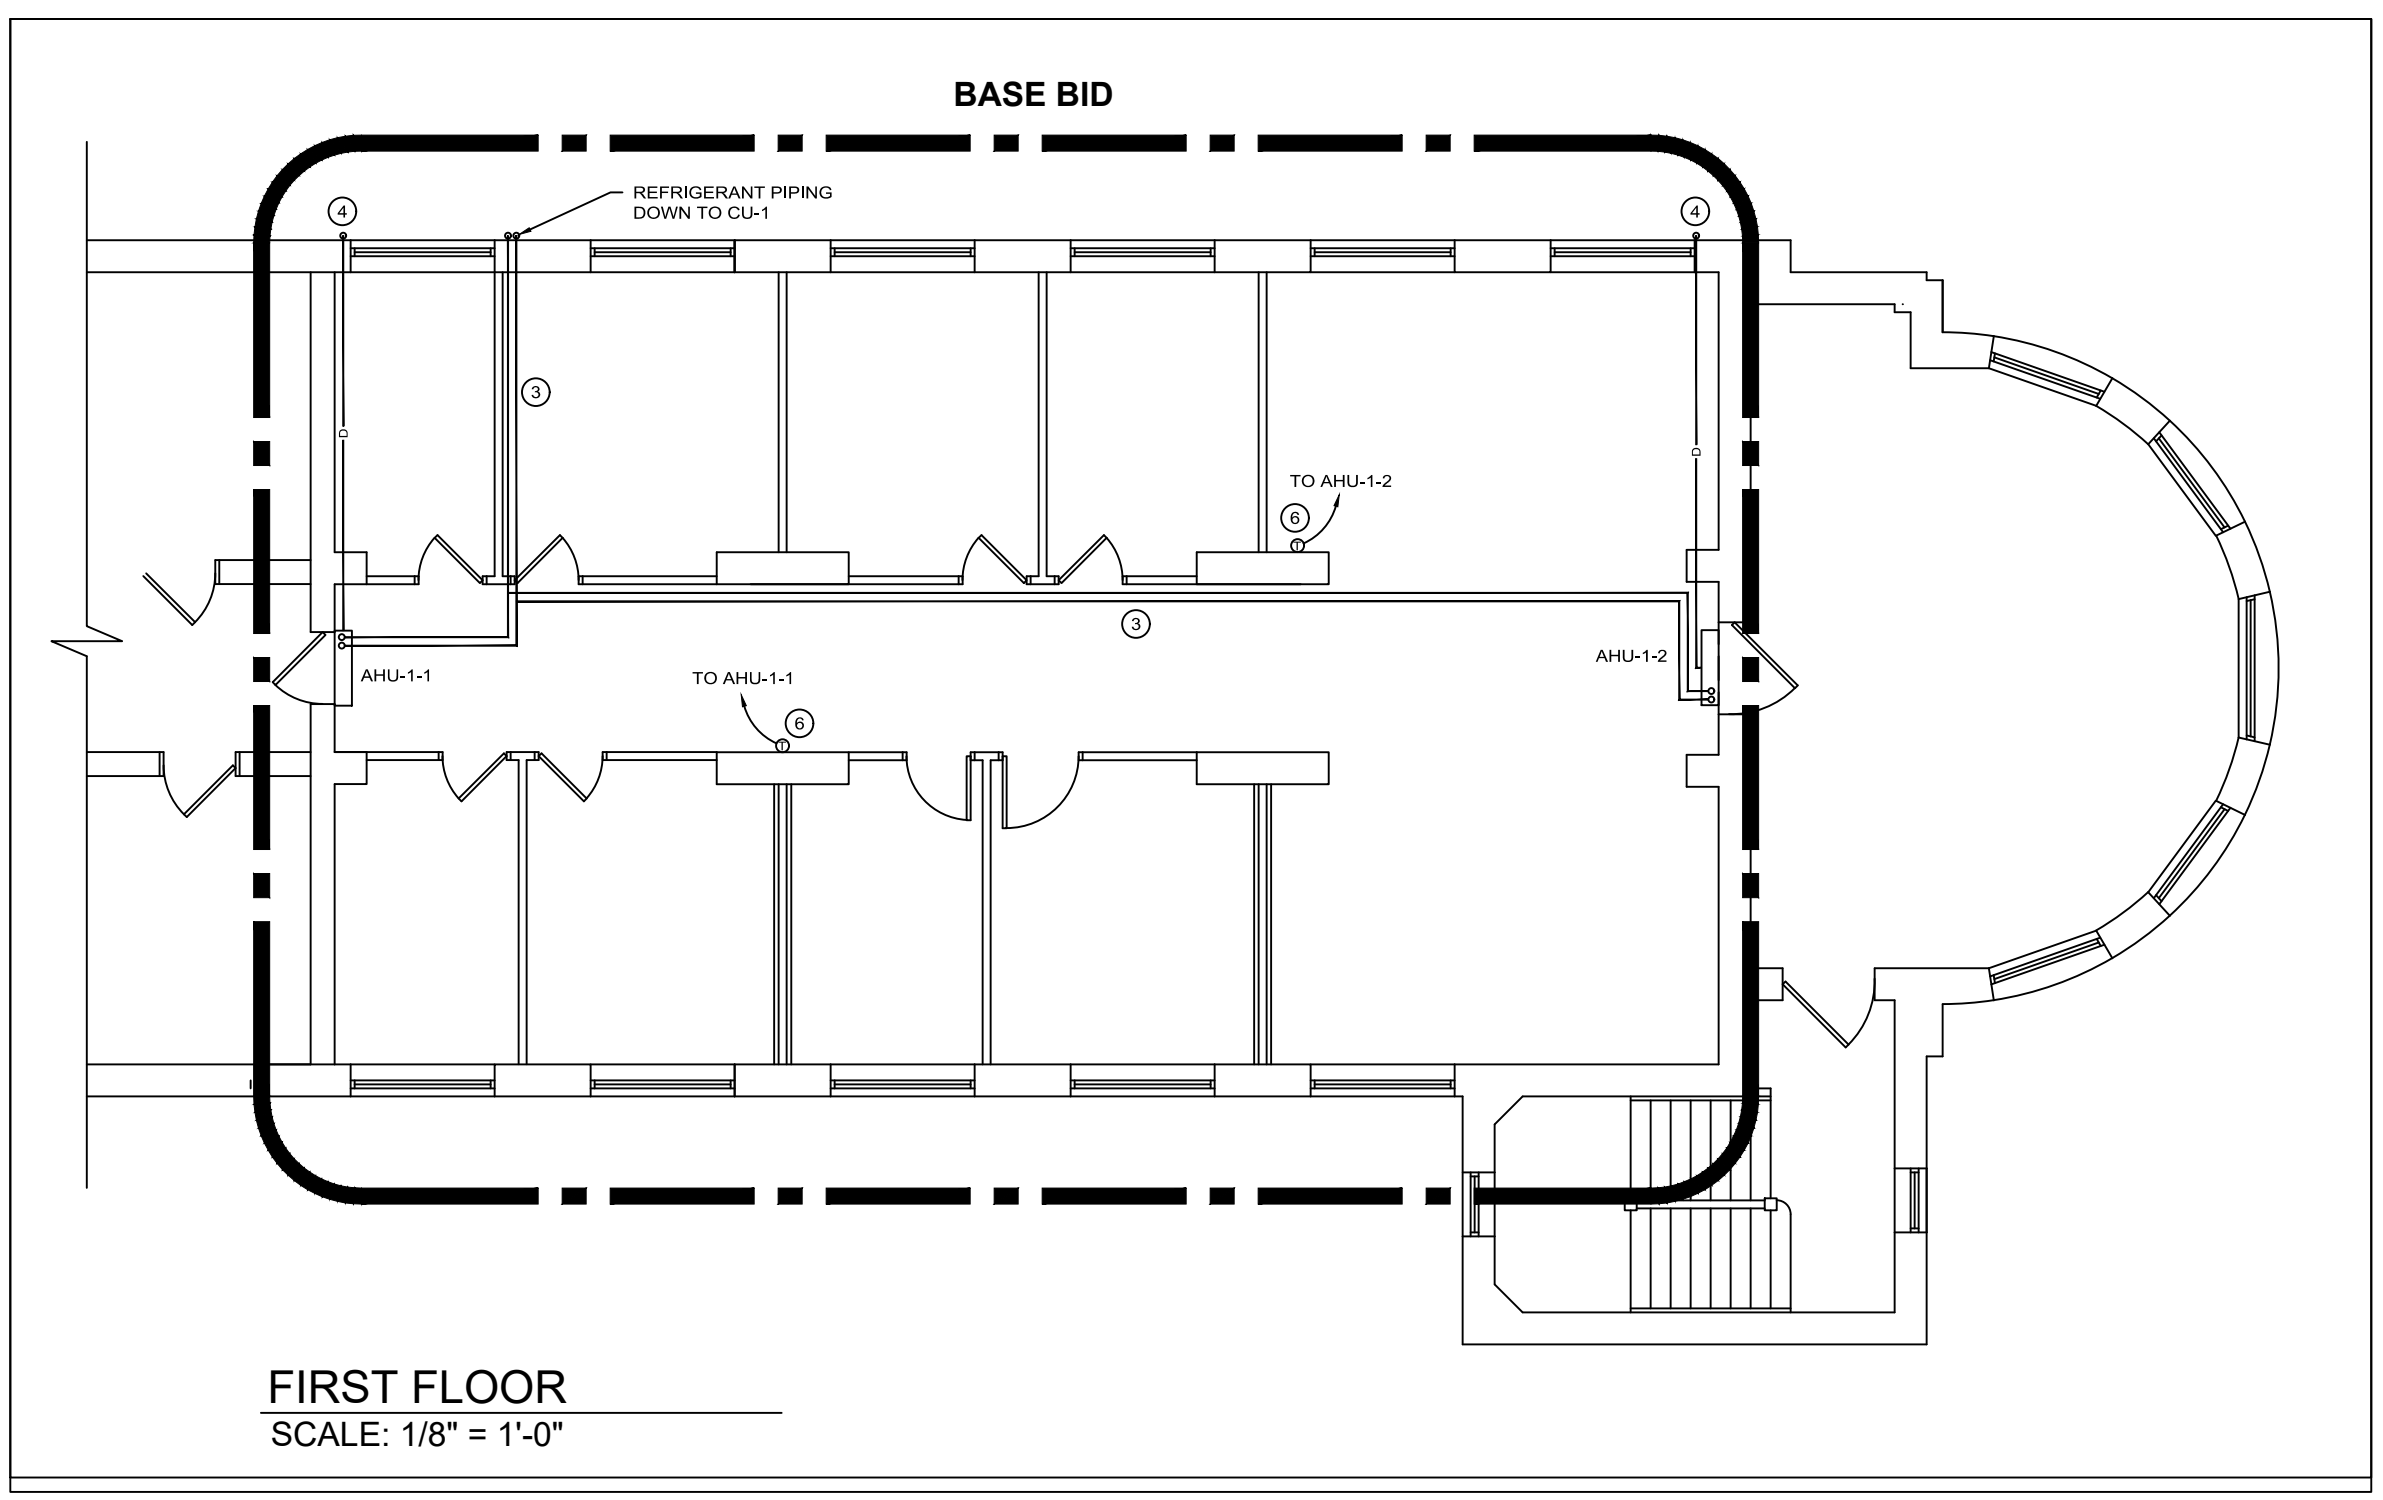 BASE BID
REFRIGERANT PIPING
DOWN TO CU-1
4
4
3
D
D
TO AHU-1-2
6
T
3
AHU-1-1
AHU-1-2
TO AHU-1-1
6
T
FIRST FLOOR
SCALE: 1/8" = 1'-0"